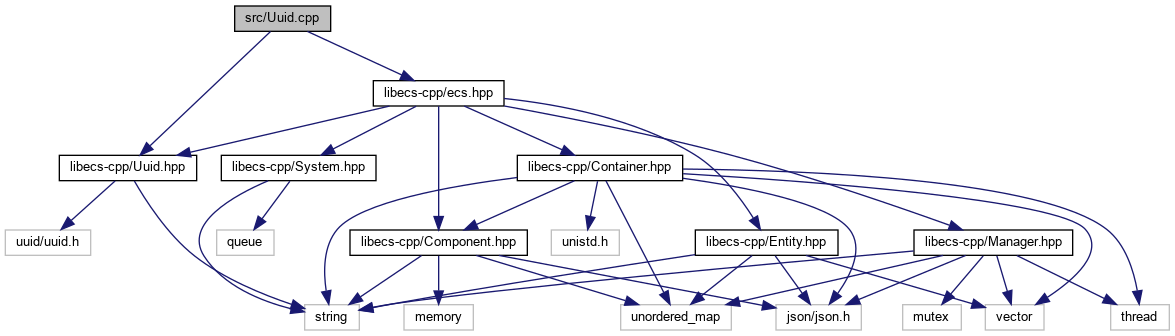 src/Uuid.cpp
libecs-cpp/ecs.hpp
libecs-cpp/Uuid.hpp
libecs-cpp/System.hpp
libecs-cpp/Container.hpp
uuid/uuid.h
queue
libecs-cpp/Component.hpp
unistd.h
libecs-cpp/Entity.hpp
libecs-cpp/Manager.hpp
string
memory
unordered_map
json/json.h
mutex
vector
thread